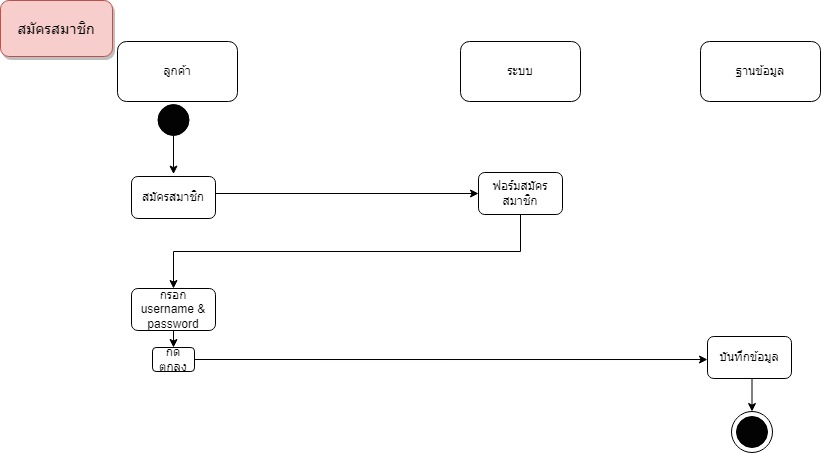 สมัครสมาชิก
ลูกค้า
ระบบ
ฐานข้อมูล
สมัครสมาชิก
ฟอร์มสมัคร
สมาชิก
กรอก
username &
password
กด
ตกลง
บันทึกข้อมูล